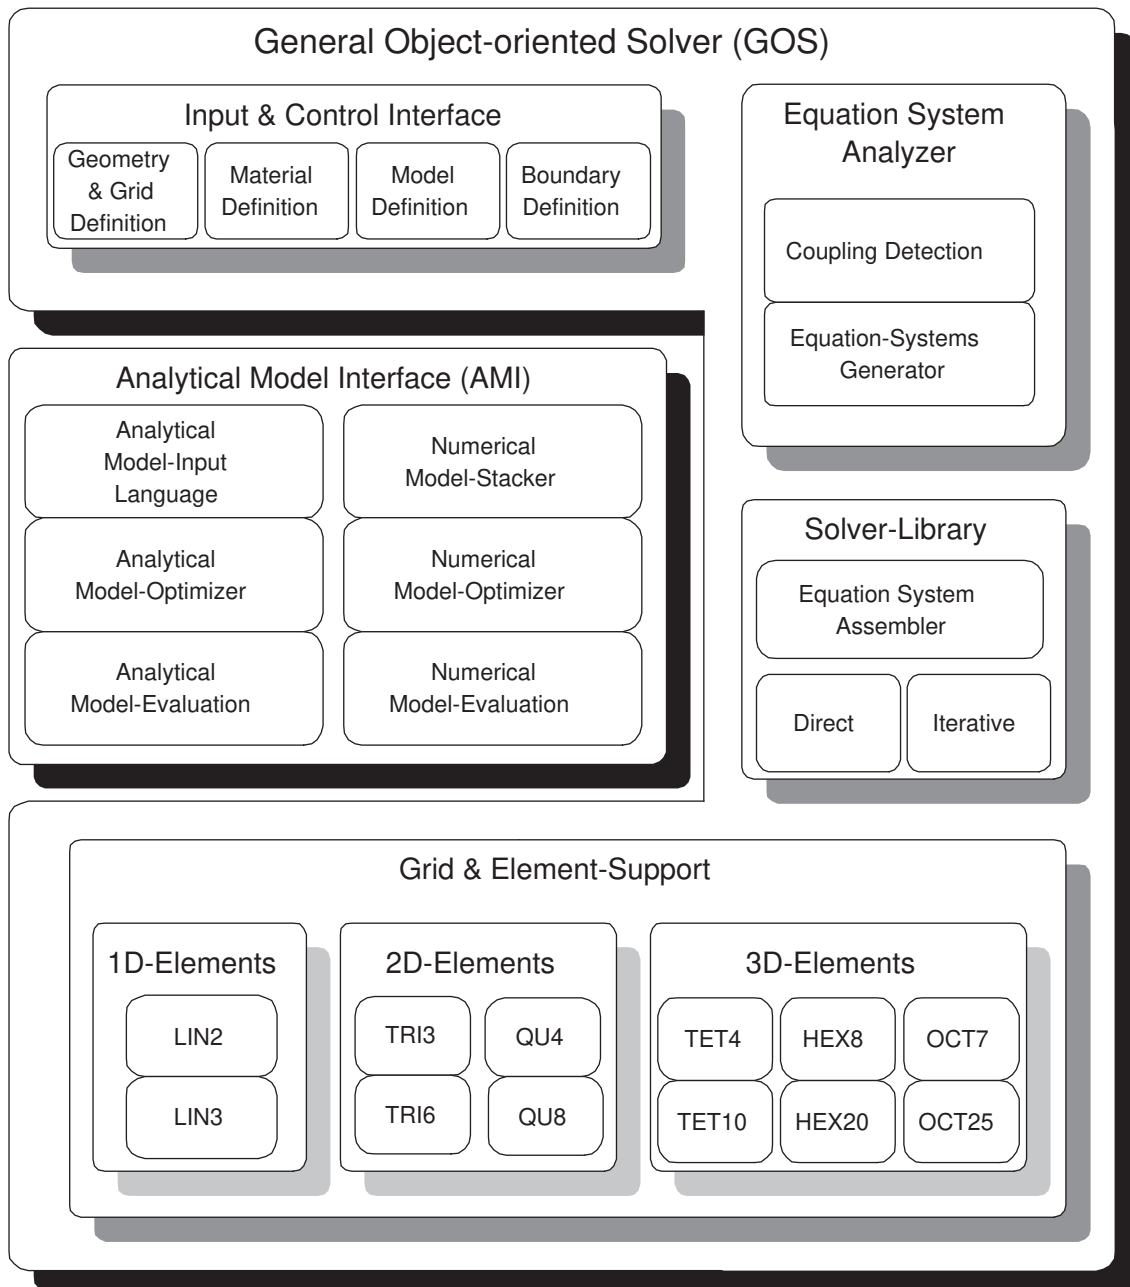 General Object-oriented Solver (GOS)
Input & Control Interface
Geometry
& Grid
Definition
Material
Definition
Model
Definition
Boundary
Definition
Equation System
Analyzer
Coupling Detection
Equation-Systems
Generator
Analytical Model Interface (AMI)
Analytical
Model-Input
Language
Numerical
Model-Stacker
Analytical
Model-Optimizer
Numerical
Model-Optimizer
Analytical
Model-Evaluation
Numerical
Model-Evaluation
Solver-Library
Equation System
Assembler
Direct
Iterative
Grid & Element-Support
1D-Elements
LIN2
LIN3
2D-Elements
TRI3
QU4
TRI6
QU8
3D-Elements
TET4
HEX8
OCT7
TET10
HEX20
OCT25